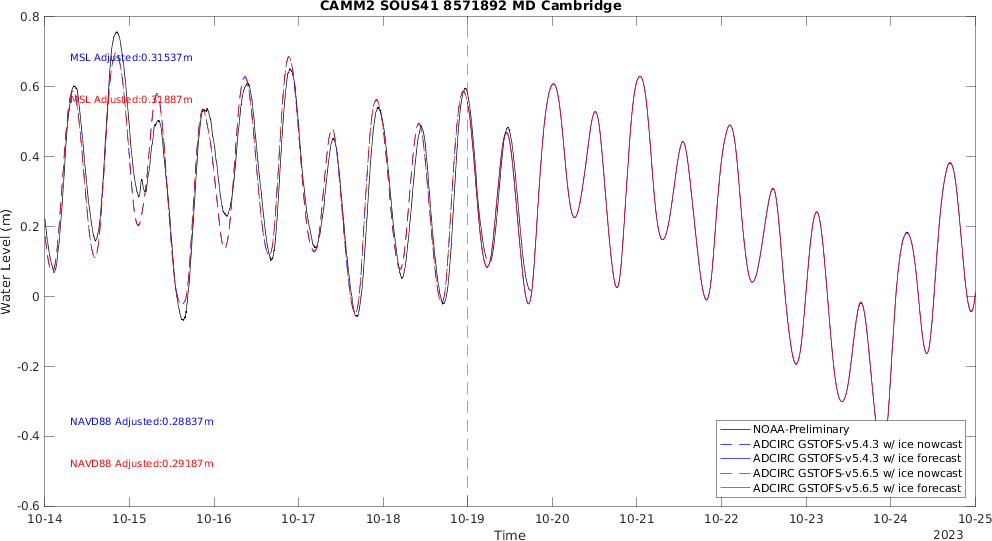 CAMM2 SOUS41 8571892 MD Cambridge
0.8
MSL Adjusted:0.31537m
0.6
MSL Adjusted:0.31887m
0.4
0.2
Water Level (m)
0
-0.2
-0.4
NAVD88 Adjusted:0.28837m
NAVD88 Adjusted:0.29187m
-0.6
NOAA-Preliminary
ADCIRC GSTOFS-v5.4.3 w/ ice nowcast
ADCIRC GSTOFS-v5.4.3 w/ ice forecast
ADCIRC GSTOFS-v5.6.5 w/ ice nowcast
ADCIRC GSTOFS-v5.6.5 w/ ice forecast
10-14 10-15 10-16 10-17 10-18 10-19 10-20 10-21 10-22 10-23 10-24 10-25
Time
2023